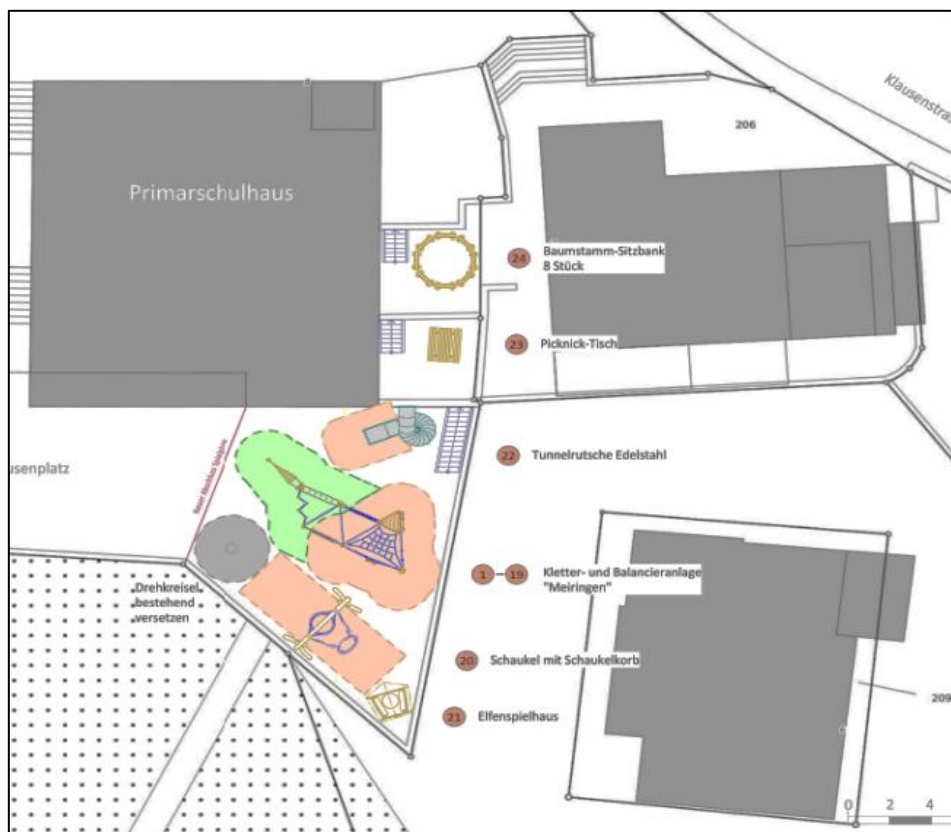 Klausenstras
206
Primarschulhaus
24 Baumstamm-Sitzbank
8 Stück
23 Picknick-Tisch
22 Tunnelrutsche Edelstahl
usenplatz
1 – 19 Kletter- und Balancieranlage
"Meiringen"
Drehkreisel
bestehend
versetzen
20 Schaukel mit Schaukelkorb
209
21 Elfenspielhaus
0 2 4